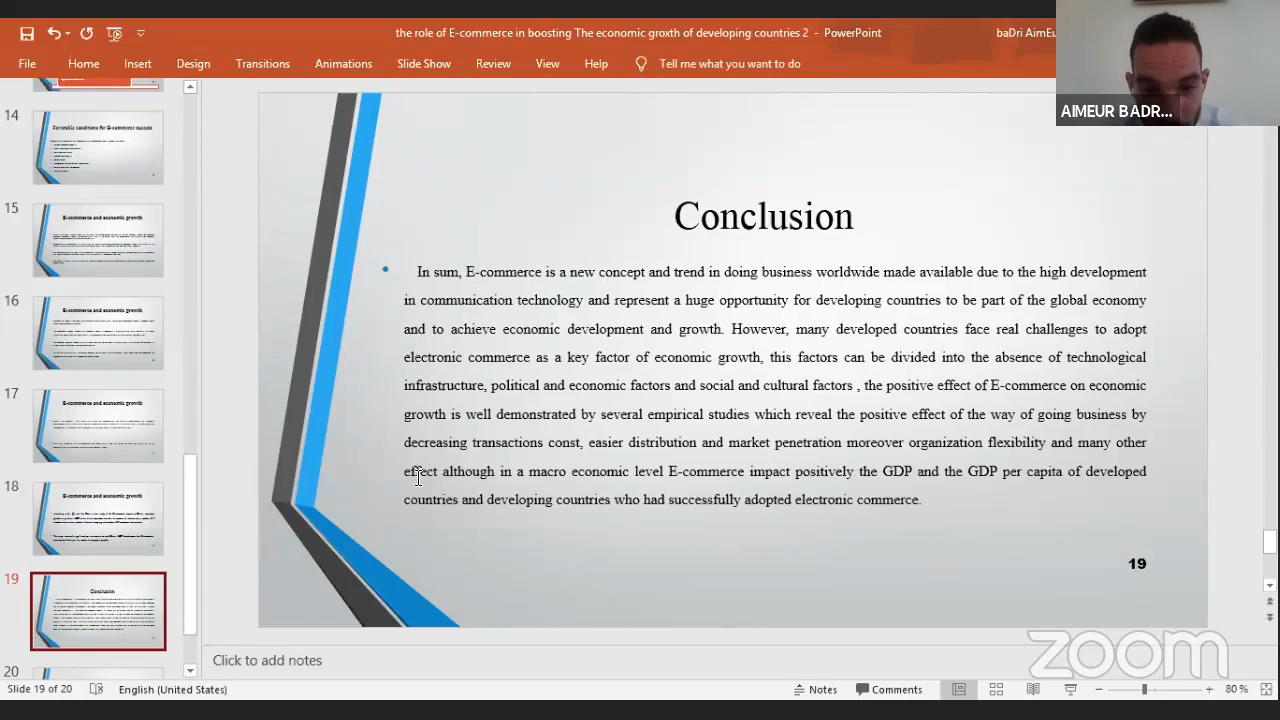 the role of E-commerce in boosting The economic groxth of developing countries 2 - PowerPoint
baDri AimEu
File Home Insert Design Transitions Animations Slide Show Review View Help Tell me what you want to do
AIMEUR BADR...
14
Favorable conditions for E-commerce success
15
E-commerce and economic growth
16
E-commerce and economic growth
17
E-commerce and economic growth
18
E-commerce and economic growth
19
Conclusion
20
Conclusion
In sum, E-commerce is a new concept and trend in doing business worldwide made available due to the high development
in communication technology and represent a huge opportunity for developing countries to be part of the global economy
and to achieve economic development and growth. However, many developed countries face real challenges to adopt
electronic commerce as a key factor of economic growth, this factors can be divided into the absence of technological
infrastructure, political and economic factors and social and cultural factors , the positive effect of E-commerce on economic
growth is well demonstrated by several empirical studies which reveal the positive effect of the way of going business by
decreasing transactions const, easier distribution and market penetration moreover organization flexibility and many other
effect although in a macro economic level E-commerce impact positively the GDP and the GDP per capita of developed
countries and developing countries who had successfully adopted electronic commerce.
19
Click to add notes
zoom
Slide 19 of 20 English (United States) Notes Comments 80 %